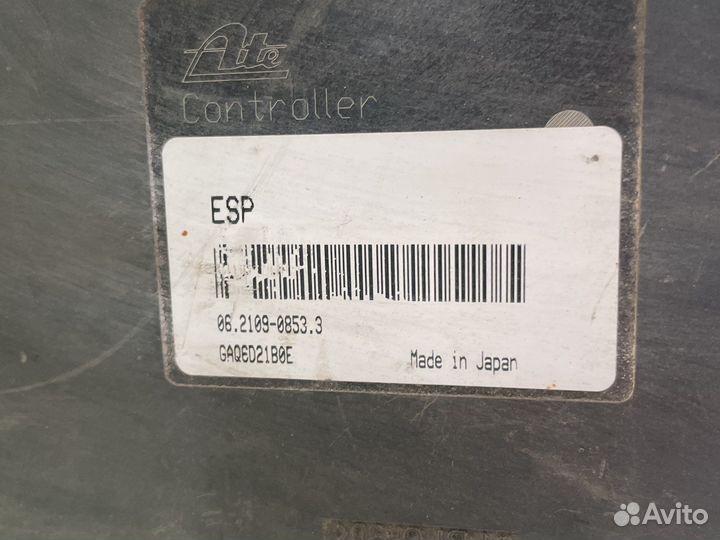 Ate
Controller
ESP
06.2109-0853.3
GAQ6D21B0E
Made in Japan
Avito